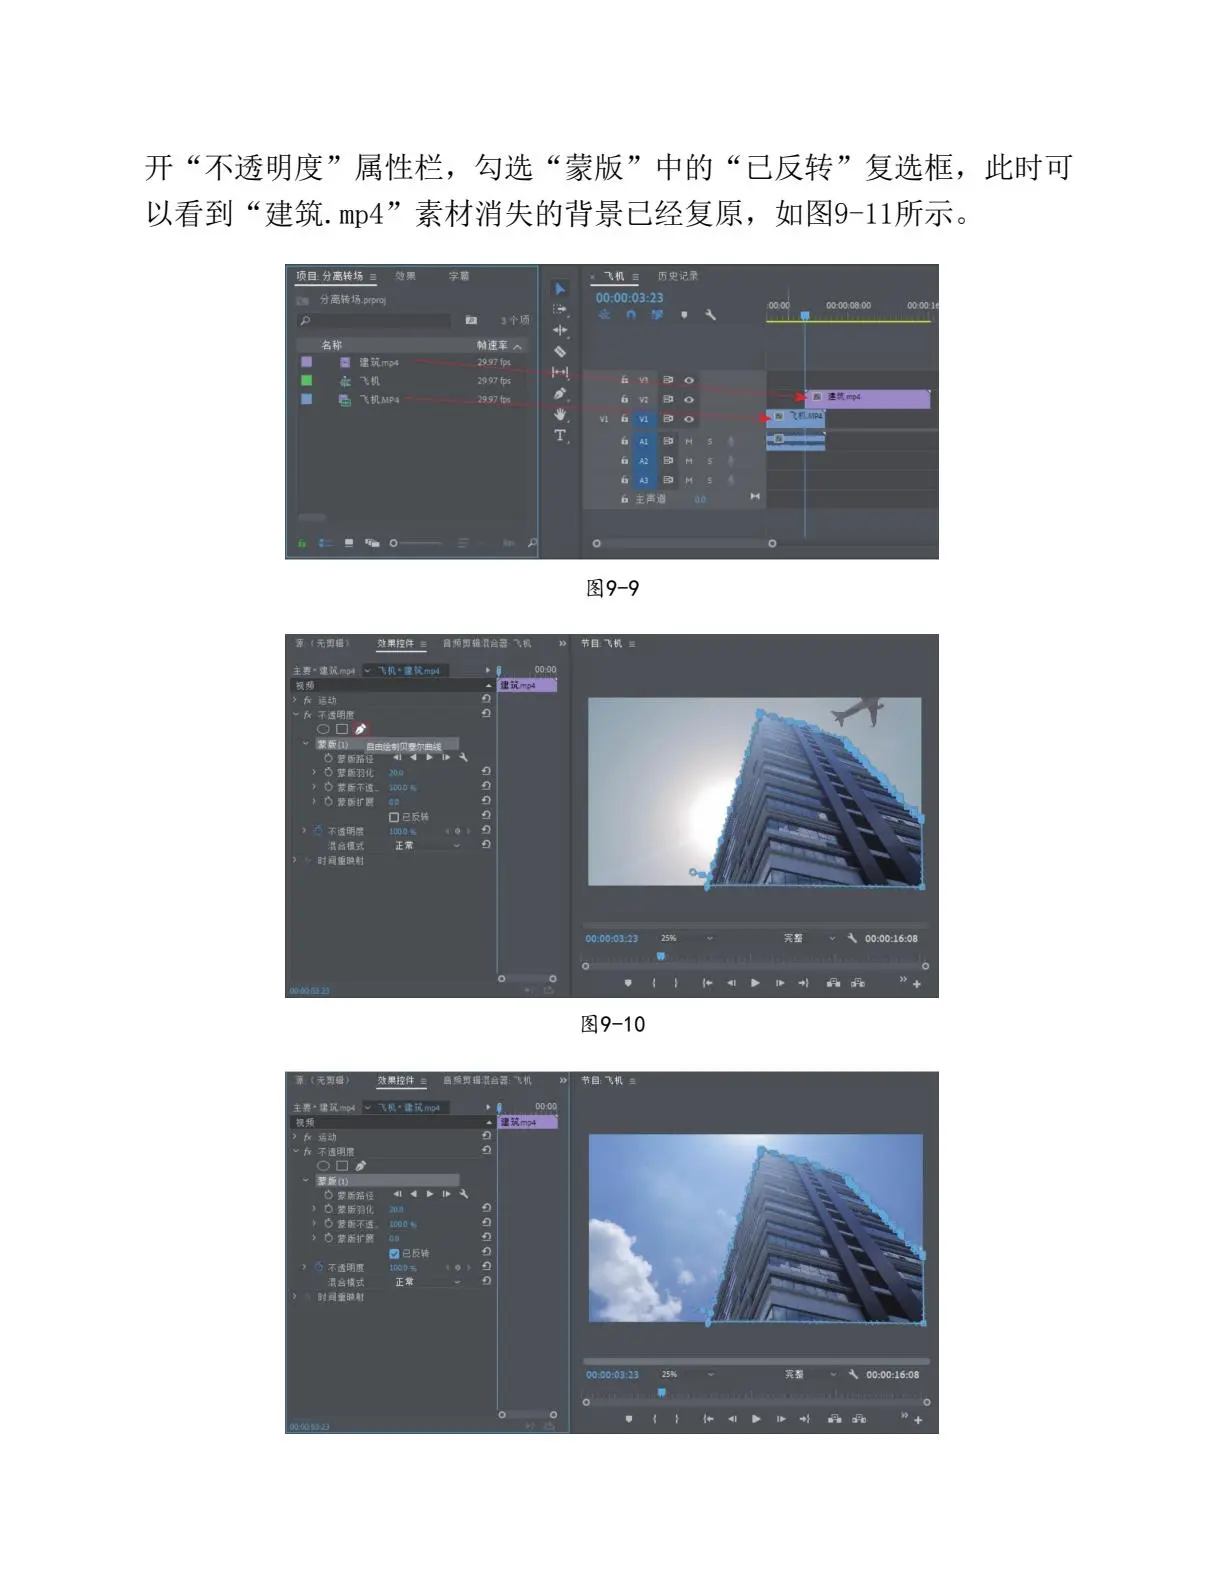 开“不透明度”属性栏，勾选“蒙版”中的“已反转”复选框，此时可
以看到“建筑.mp4”素材消失的背景已经复原，如图9-11所示。
项目: 分离转场 效果 字幕
分离转场.prproj
3 个项
名称 帧速率
建筑.mp4 29.97 fps
飞机 29.97 fps
飞机.MP4 29.97 fps
× 飞机 历史记录
00:00:03:23
:00:00 00:00:08:00 00:00:16
V3
V2
V1 V1
A1 M S
A2 M S
A3 M S
主声道 0.0
建筑.mp4
飞机.MP4
图9-9
源:（无剪辑） 效果控件 音频剪辑混合器: 飞机
主要*建筑.mp4 飞机*建筑.mp4 00:00
视频 建筑.mp4
fx 运动
fx 不透明度
蒙版(1) 自由绘制贝塞尔曲线
蒙版路径
蒙版羽化 20.0
蒙版不透... 100.0 %
蒙版扩展 0.0
已反转
不透明度 100.0 %
混合模式 正常
时间重映射
00:00:03:23
节目: 飞机
00:00:03:23 25% 完整 00:00:16:08
图9-10
源:（无剪辑） 效果控件 音频剪辑混合器: 飞机
主要*建筑.mp4 飞机*建筑.mp4 00:00
视频 建筑.mp4
fx 运动
fx 不透明度
蒙版(1)
蒙版路径
蒙版羽化 20.0
蒙版不透... 100.0 %
蒙版扩展 0.0
已反转
不透明度 100.0 %
混合模式 正常
时间重映射
00:00:03:23
节目: 飞机
00:00:03:23 25% 完整 00:00:16:08